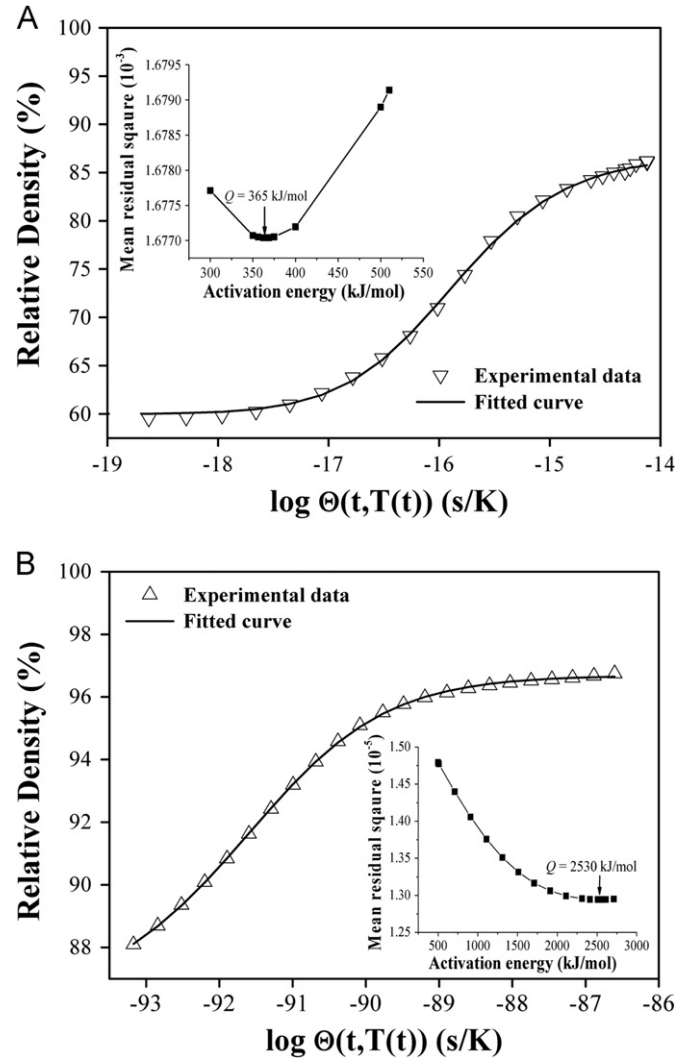 A
100
95
90
85
80
75
70
65
60
Relative Density (%)
1.6795
1.6790
1.6785
1.6780
1.6775
1.6770
Mean residual sqaure (10⁻³)
Q = 365 kJ/mol
300 350 400 450 500 550
Activation energy (kJ/mol)
Experimental data
Fitted curve
-19 -18 -17 -16 -15 -14
log Θ(t,T(t)) (s/K)
B
100
98
96
94
92
90
88
Relative Density (%)
Experimental data
Fitted curve
1.50
1.45
1.40
1.35
1.30
1.25
Mean residual sqaure (10⁻⁵)
Q = 2530 kJ/mol
500 1000 1500 2000 2500 3000
Activation energy (kJ/mol)
-93 -92 -91 -90 -89 -88 -87 -86
log Θ(t,T(t)) (s/K)